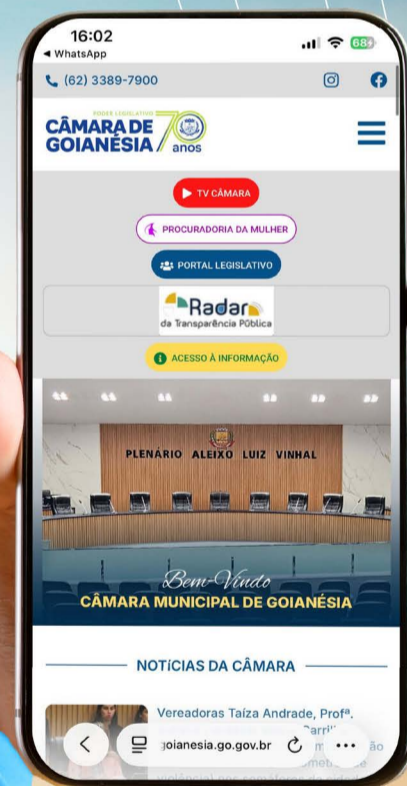 16:02
68
WhatsApp
(62) 3389-7900
PODER LEGISLATIVO
CÂMARA DE
GOIANÉSIA
70
anos
TV CÂMARA
PROCURADORIA DA MULHER
PORTAL LEGISLATIVO
Radar
da Transparência Pública
ACESSO À INFORMAÇÃO
PLENÁRIO ALEIXO LUIZ VINHAL
Bem-Vindo
CÂMARA MUNICIPAL DE GOIANÉSIA
NOTÍCIAS DA CÂMARA
Vereadoras Taíza Andrade, Profª.
goianesia.go.gov.br